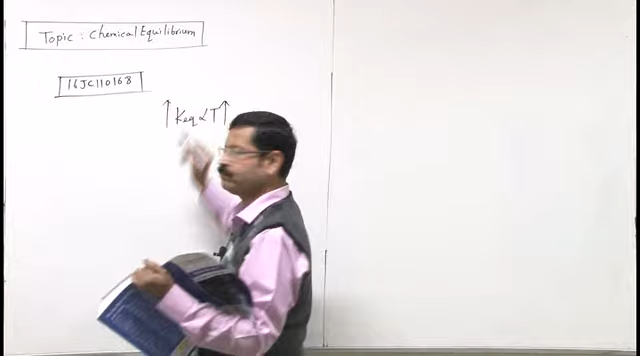 Topic : Chemical Equilibrium
16JC110168
↑ Keq ∝ T ↑